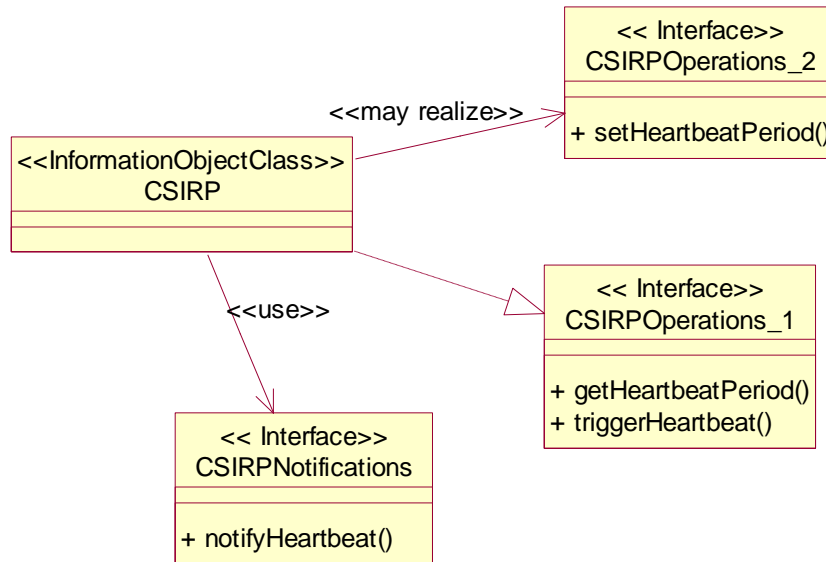 << Interface>>
CSIRPOperations_2
+ setHeartbeatPeriod()
<<may realize>>
<<InformationObjectClass>>
CSIRP
<< Interface>>
CSIRPOperations_1
+ getHeartbeatPeriod()
+ triggerHeartbeat()
<<use>>
<< Interface>>
CSIRPNotifications
+ notifyHeartbeat()